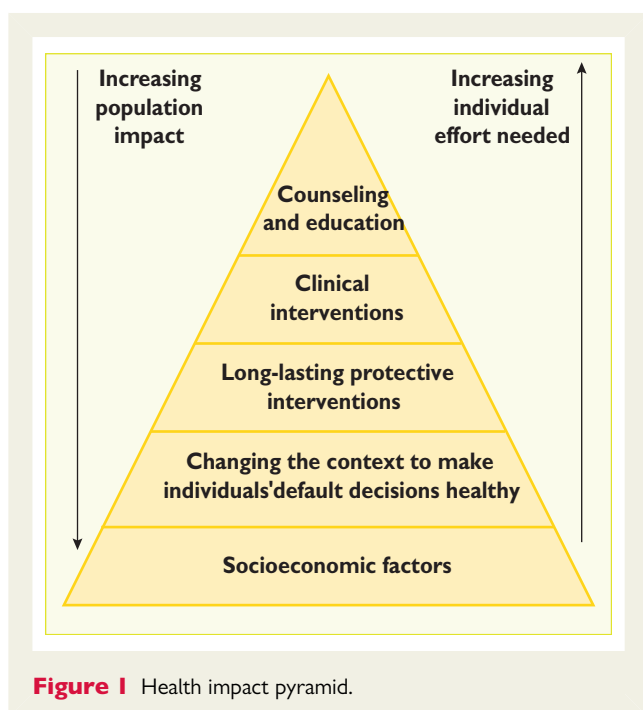 Increasing
population
impact
Increasing
individual
effort needed
Counseling
and education
Clinical
interventions
Long-lasting protective
interventions
Changing the context to make
individuals'default decisions healthy
Socioeconomic factors
Figure 1 Health impact pyramid.